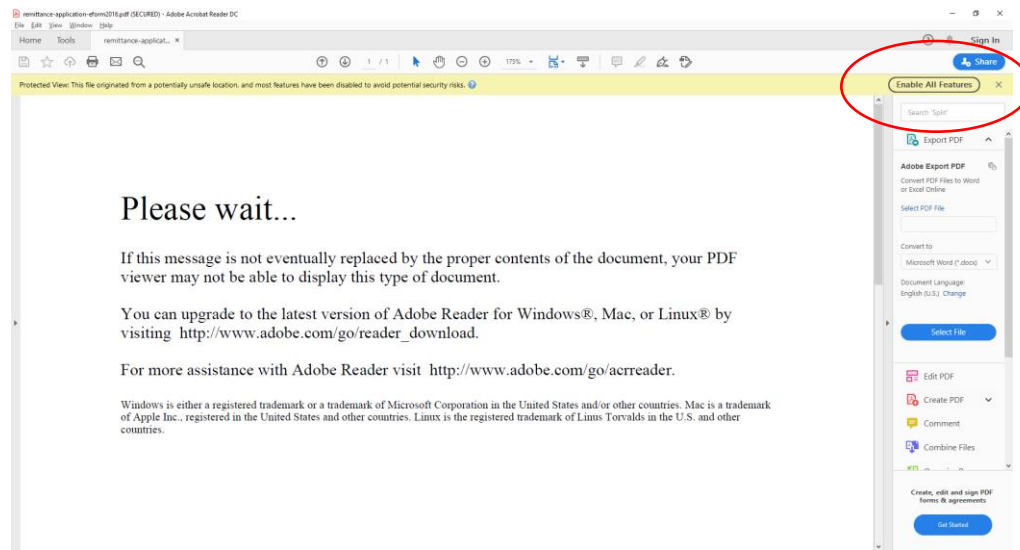 remittance-application-eform2016.pdf (SECURED) - Adobe Acrobat Reader DC
File Edit View Window Help
Home Tools remittance-applicat... × Sign In
1 / 1 175% Share
Protected View: This file originated from a potentially unsafe location, and most features have been disabled to avoid potential security risks. Enable All Features
Search 'Split'
Export PDF
Adobe Export PDF
Convert PDF Files to Word
or Excel Online
Select PDF File
Convert to
Microsoft Word (*.docx)
Document Language:
English (U.S.) Change
Select File
Edit PDF
Create PDF
Comment
Combine Files
Create, edit and sign PDF
forms & agreements
Get Started
Please wait...
If this message is not eventually replaced by the proper contents of the document, your PDF
viewer may not be able to display this type of document.
You can upgrade to the latest version of Adobe Reader for Windows®, Mac, or Linux® by
visiting http://www.adobe.com/go/reader_download.
For more assistance with Adobe Reader visit http://www.adobe.com/go/acrreader.
Windows is either a registered trademark or a trademark of Microsoft Corporation in the United States and/or other countries. Mac is a trademark
of Apple Inc., registered in the United States and other countries. Linux is the registered trademark of Linus Torvalds in the U.S. and other
countries.